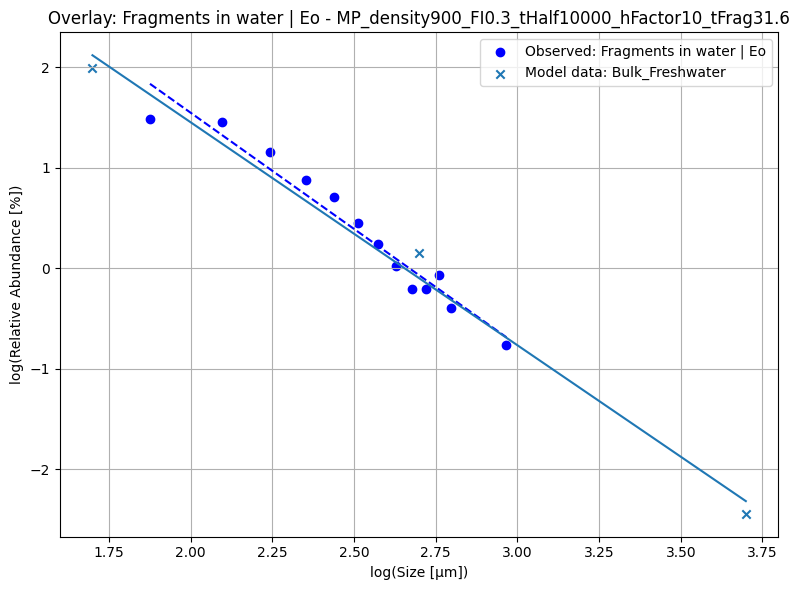 Overlay: Fragments in water | Eo - MP_density900_FI0.3_tHalf10000_hFactor10_tFrag31.6
Observed: Fragments in water | Eo
Model data: Bulk_Freshwater
log(Relative Abundance [%])
2
1
0
−1
−2
1.75
2.00
2.25
2.50
2.75
3.00
3.25
3.50
3.75
log(Size [μm])